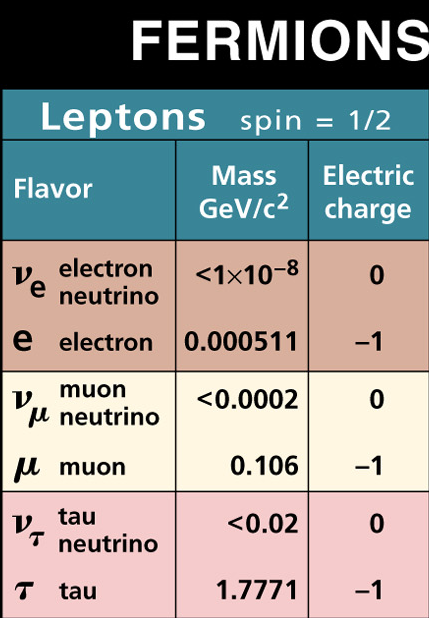 FERMIONS
Leptons spin = 1/2
Flavor Mass GeV/c² Electric charge
νe electron neutrino <1×10⁻⁸ 0
e electron 0.000511 −1
νμ muon neutrino <0.0002 0
μ muon 0.106 −1
ντ tau neutrino <0.02 0
τ tau 1.7771 −1